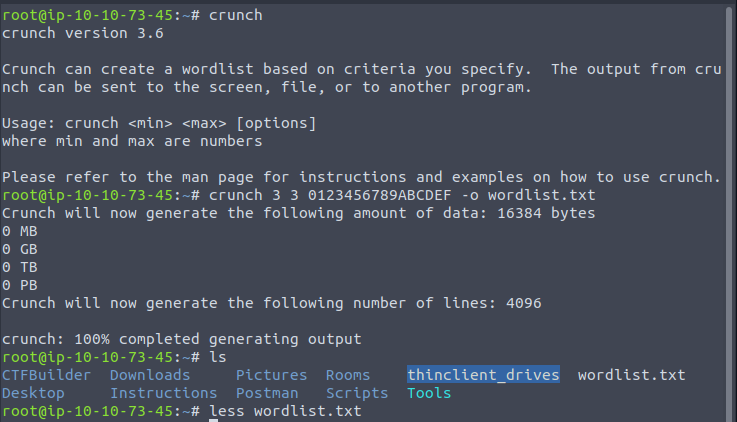 root@ip-10-10-73-45:~# crunch
crunch version 3.6
Crunch can create a wordlist based on criteria you specify.  The output from cru
nch can be sent to the screen, file, or to another program.
Usage: crunch <min> <max> [options]
where min and max are numbers
Please refer to the man page for instructions and examples on how to use crunch.
root@ip-10-10-73-45:~# crunch 3 3 0123456789ABCDEF -o wordlist.txt
Crunch will now generate the following amount of data: 16384 bytes
0 MB
0 GB
0 TB
0 PB
Crunch will now generate the following number of lines: 4096
crunch: 100% completed generating output
root@ip-10-10-73-45:~# ls
CTFBuilder  Downloads     Pictures  Rooms    thinclient_drives  wordlist.txt
Desktop     Instructions  Postman   Scripts  Tools
root@ip-10-10-73-45:~# less wordlist.txt